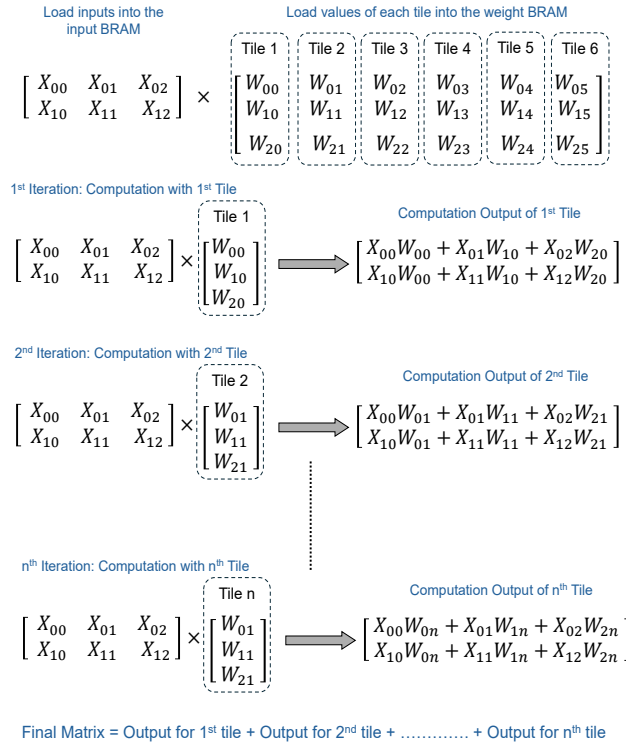 Load inputs into the input BRAM
Load values of each tile into the weight BRAM
Tile 1 Tile 2 Tile 3 Tile 4 Tile 5 Tile 6
[ X₀₀ X₀₁ X₀₂ ] × [ W₀₀ W₀₁ W₀₂ W₀₃ W₀₄ W₀₅ ]
[ X₁₀ X₁₁ X₁₂ ] [ W₁₀ W₁₁ W₁₂ W₁₃ W₁₄ W₁₅ ]
[ W₂₀ W₂₁ W₂₂ W₂₃ W₂₄ W₂₅ ]
1st Iteration: Computation with 1st Tile
Tile 1
Computation Output of 1st Tile
[ X₀₀ X₀₁ X₀₂ ] × [ W₀₀ ] [ X₀₀W₀₀ + X₀₁W₁₀ + X₀₂W₂₀ ]
[ X₁₀ X₁₁ X₁₂ ] [ W₁₀ ] [ X₁₀W₀₀ + X₁₁W₁₀ + X₁₂W₂₀ ]
[ W₂₀ ]
2nd Iteration: Computation with 2nd Tile
Tile 2
Computation Output of 2nd Tile
[ X₀₀ X₀₁ X₀₂ ] × [ W₀₁ ] [ X₀₀W₀₁ + X₀₁W₁₁ + X₀₂W₂₁ ]
[ X₁₀ X₁₁ X₁₂ ] [ W₁₁ ] [ X₁₀W₀₁ + X₁₁W₁₁ + X₁₂W₂₁ ]
[ W₂₁ ]
nth Iteration: Computation with nth Tile
Tile n
Computation Output of nth Tile
[ X₀₀ X₀₁ X₀₂ ] × [ W₀₁ ] [ X₀₀W₀ₙ + X₀₁W₁ₙ + X₀₂W₂ₙ
[ X₁₀ X₁₁ X₁₂ ] [ W₁₁ ] [ X₁₀W₀ₙ + X₁₁W₁ₙ + X₁₂W₂ₙ
[ W₂₁ ]
Final Matrix = Output for 1st tile + Output for 2nd tile + ............. + Output for nth tile